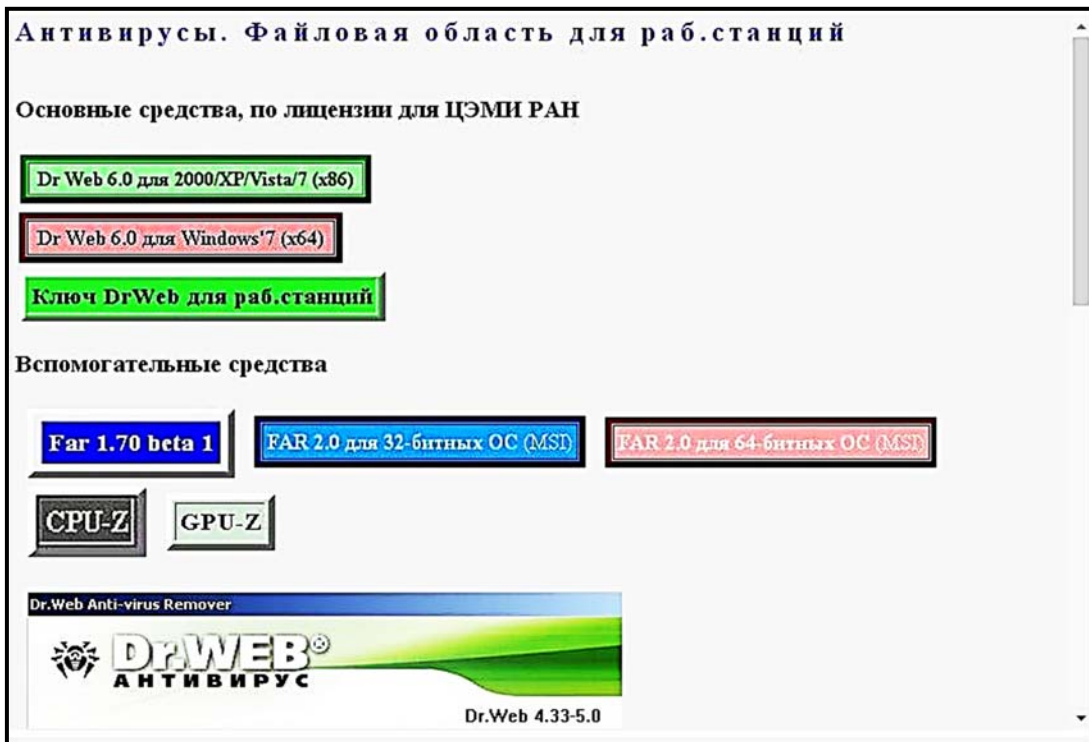 Антивирусы. Файловая область для раб.станций
Основные средства, по лицензии для ЦЭМИ РАН
Dr Web 6.0 для 2000/XP/Vista/7 (x86)
Dr Web 6.0 для Windows'7 (x64)
Ключ DrWeb для раб.станций
Вспомогательные средства
Far 1.70 beta 1 FAR 2.0 для 32-битных ОС (MSI) FAR 2.0 для 64-битных ОС (MSI)
CPU-Z GPU-Z
Dr.Web Anti-virus Remover
Dr.WEB®
АНТИВИРУС
Dr.Web 4.33-5.0